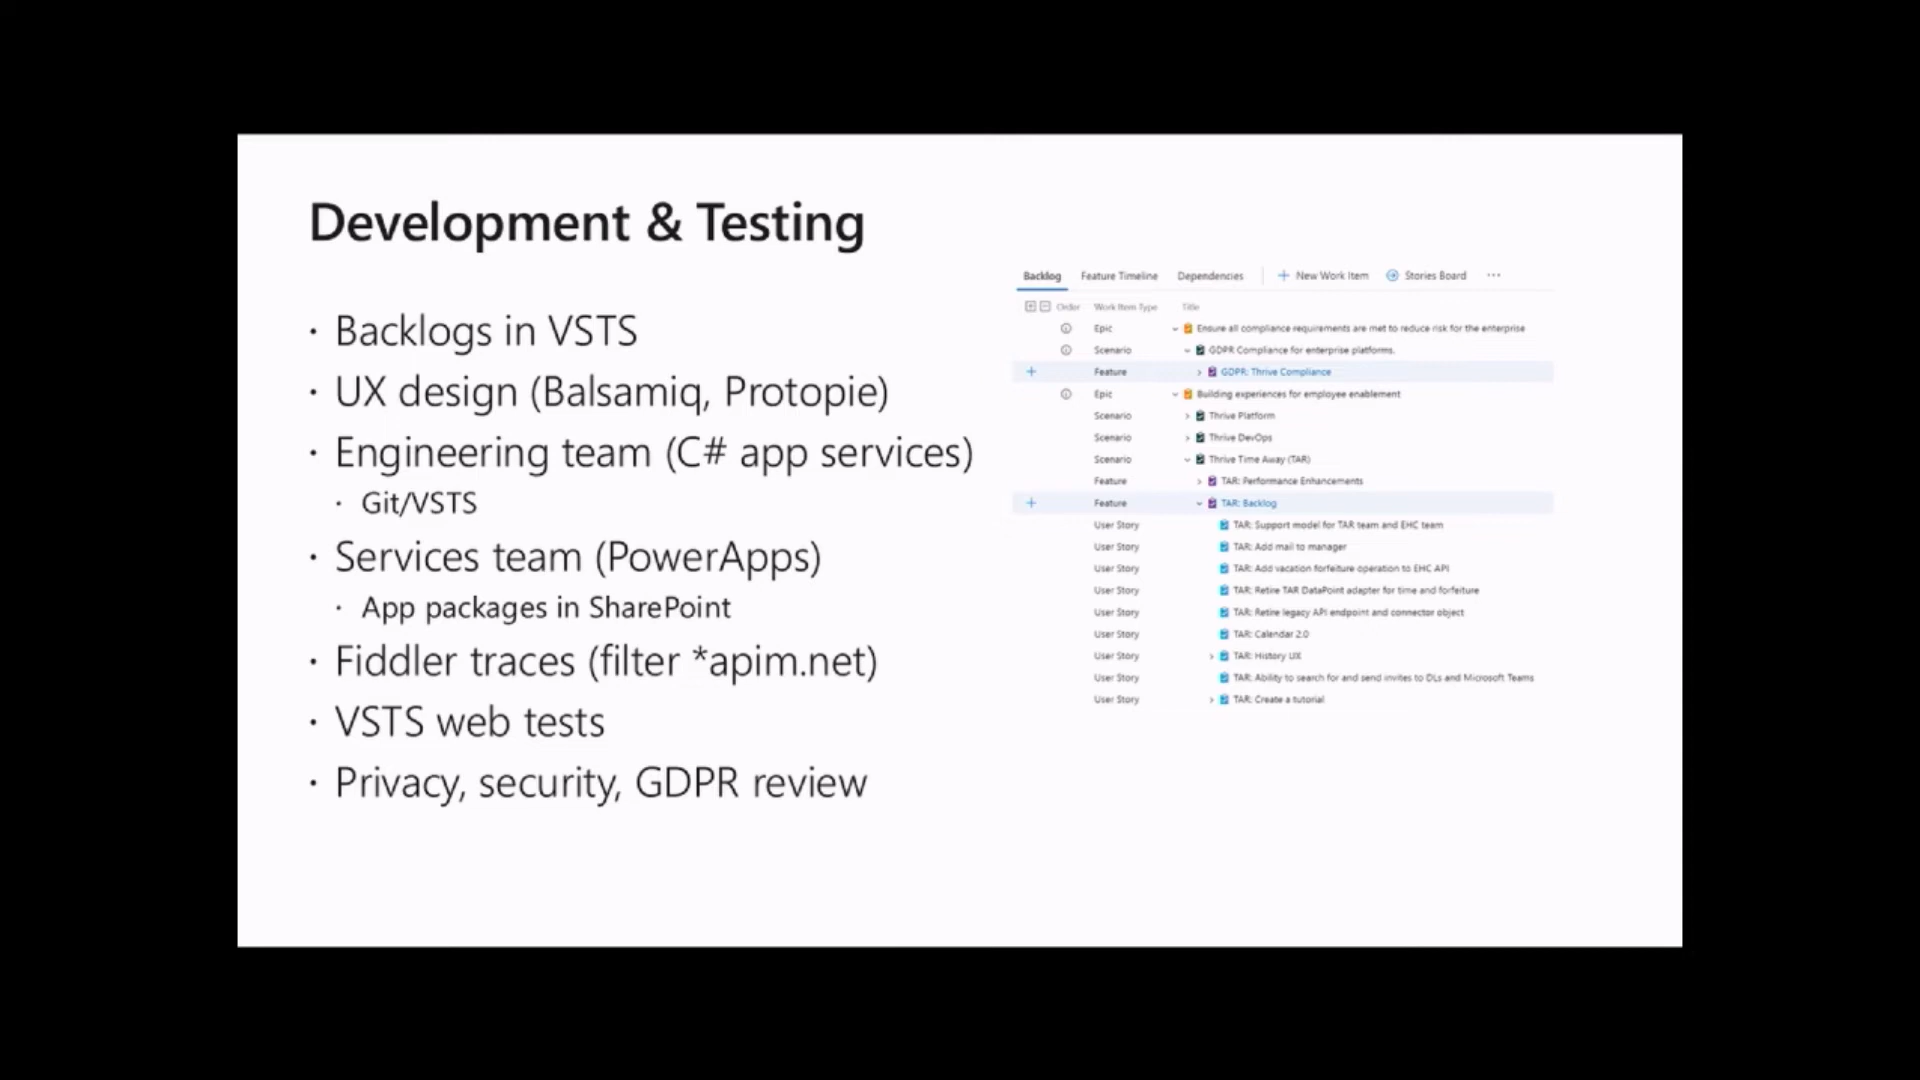 Development & Testing
· Backlogs in VSTS
· UX design (Balsamiq, Protopie)
· Engineering team (C# app services)
· Git/VSTS
· Services team (PowerApps)
· App packages in SharePoint
· Fiddler traces (filter *apim.net)
· VSTS web tests
· Privacy, security, GDPR review
Backlog Feature Timeline Dependencies + New Work Item Stories Board ...
Order Work Item Type Title
Epic Ensure all compliance requirements are met to reduce risk for the enterprise
Scenario GDPR Compliance for enterprise platforms.
+ Feature GDPR: Thrive Compliance
Epic Building experiences for employee enablement
Scenario Thrive Platform
Scenario Thrive DevOps
Scenario Thrive Time Away (TAR)
Feature TAR: Performance Enhancements
+ Feature TAR: Backlog
User Story TAR: Support model for TAR team and EHC team
User Story TAR: Add mail to manager
User Story TAR: Add vacation forfeiture operation to EHC API
User Story TAR: Retire TAR DataPoint adapter for time and forfeiture
User Story TAR: Retire legacy API endpoint and connector object
User Story TAR: Calendar 2.0
User Story TAR: History UX
User Story TAR: Ability to search for and send invites to DLs and Microsoft Teams
User Story TAR: Create a tutorial